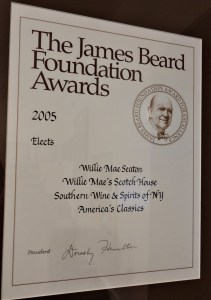 The James Beard
Foundation
Awards
2005
Elects
Willie Mae Seaton
Willie Mae's Scotch House
Southern Wine & Spirits of NY
America's Classics
President